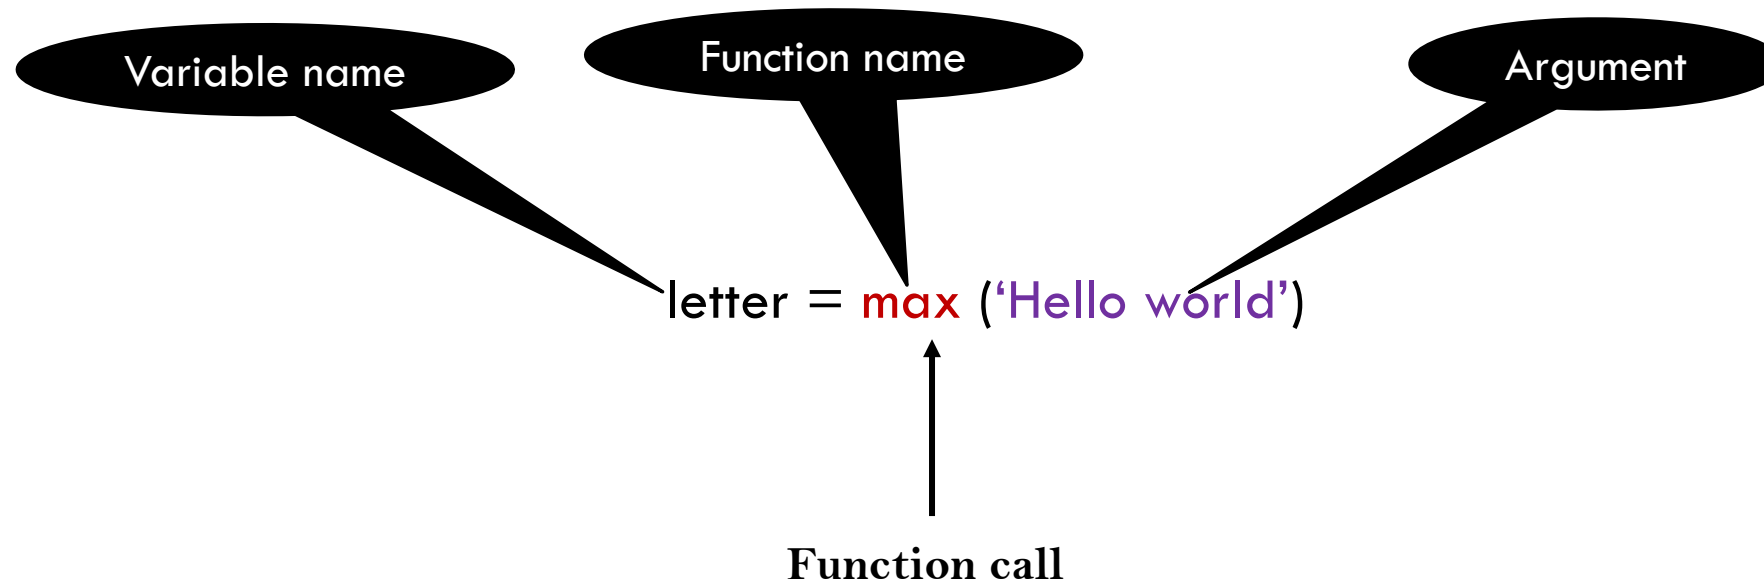 Variable name
Function name
Argument
letter = max (‘Hello world’)
Function call